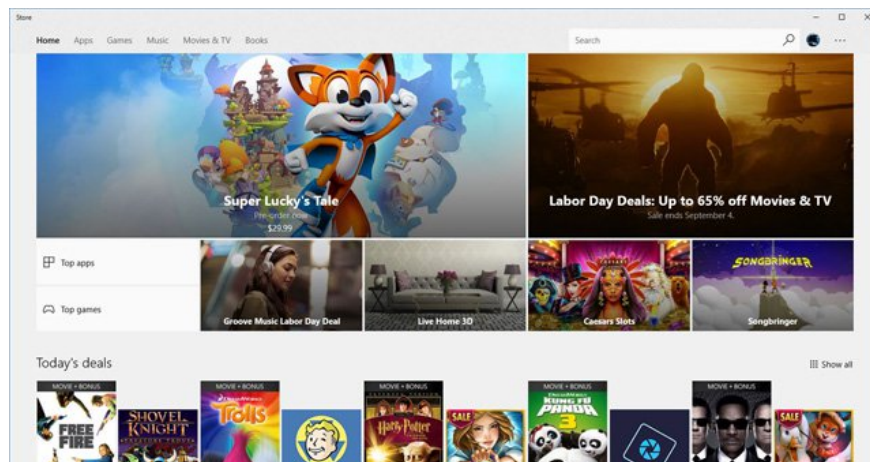 Store
Home Apps Games Music Movies & TV Books
Search
Super Lucky's Tale
Pre-order now
$29.99
Labor Day Deals: Up to 65% off Movies & TV
Sale ends September 4.
Top apps
Top games
Groove Music Labor Day Deal
Live Home 3D
Caesars Slots
SONGBRINGER
Songbringer
Today's deals
Show all
MOVIE + BONUS
MOVIE + BONUS
MOVIE + BONUS
MOVIE + BONUS
MOVIE + BONUS
FREE
FIRE
SHOVEL
KNIGHT
DreamWorks
Trolls
Harry Potter
SALE
KUNG FU
PANDA
3
SALE